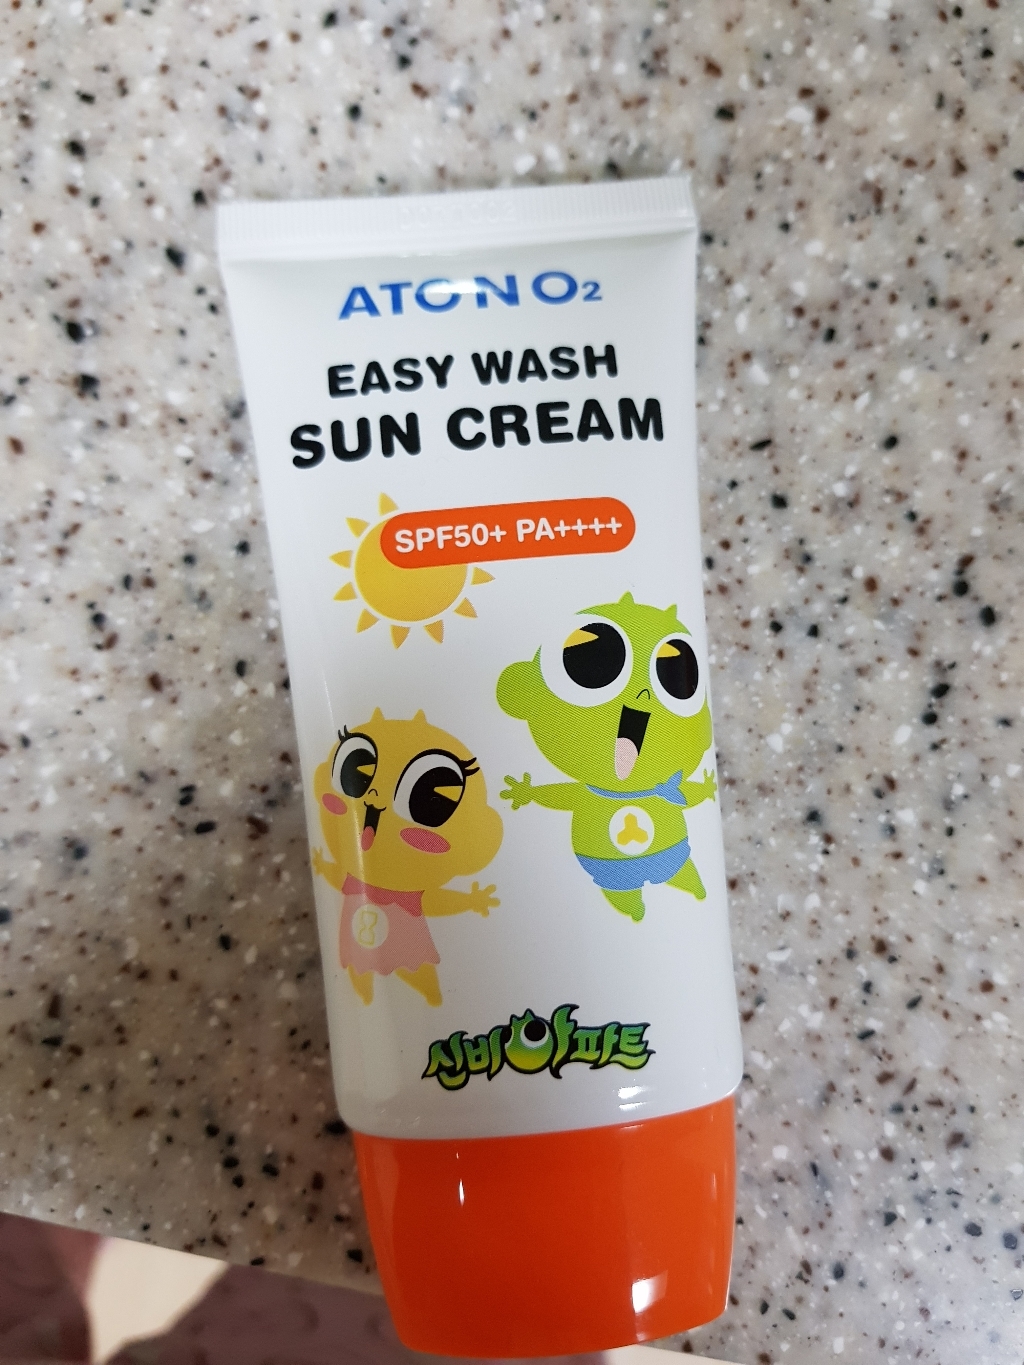 ATONO2
EASY WASH
SUN CREAM
SPF50+ PA++++
신비아파트